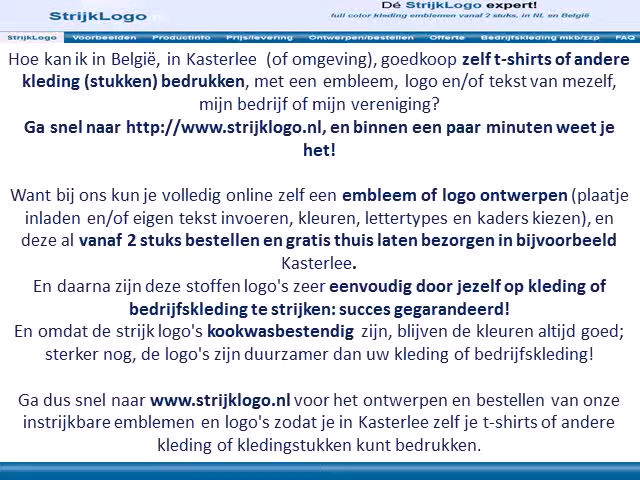 StrijkLogo
Dé StrijkLogo expert!
full color kleding emblemen vanaf 2 stuks, in NL en België
StrijkLogo Voorbeelden Productinfo Prijs/levering Ontwerpen/bestellen Offerte Bedrijfskleding mkb/zzp FAQ
Hoe kan ik in België, in Kasterlee (of omgeving), goedkoop zelf t-shirts of andere
kleding (stukken) bedrukken, met een embleem, logo en/of tekst van mezelf,
mijn bedrijf of mijn vereniging?
Ga snel naar http://www.strijklogo.nl, en binnen een paar minuten weet je
het!
Want bij ons kun je volledig online zelf een embleem of logo ontwerpen (plaatje
inladen en/of eigen tekst invoeren, kleuren, lettertypes en kaders kiezen), en
deze al vanaf 2 stuks bestellen en gratis thuis laten bezorgen in bijvoorbeeld
Kasterlee.
En daarna zijn deze stoffen logo's zeer eenvoudig door jezelf op kleding of
bedrijfskleding te strijken: succes gegarandeerd!
En omdat de strijk logo's kookwasbestendig zijn, blijven de kleuren altijd goed;
sterker nog, de logo's zijn duurzamer dan uw kleding of bedrijfskleding!
Ga dus snel naar www.strijklogo.nl voor het ontwerpen en bestellen van onze
instrijkbare emblemen en logo's zodat je in Kasterlee zelf je t-shirts of andere
kleding of kledingstukken kunt bedrukken.